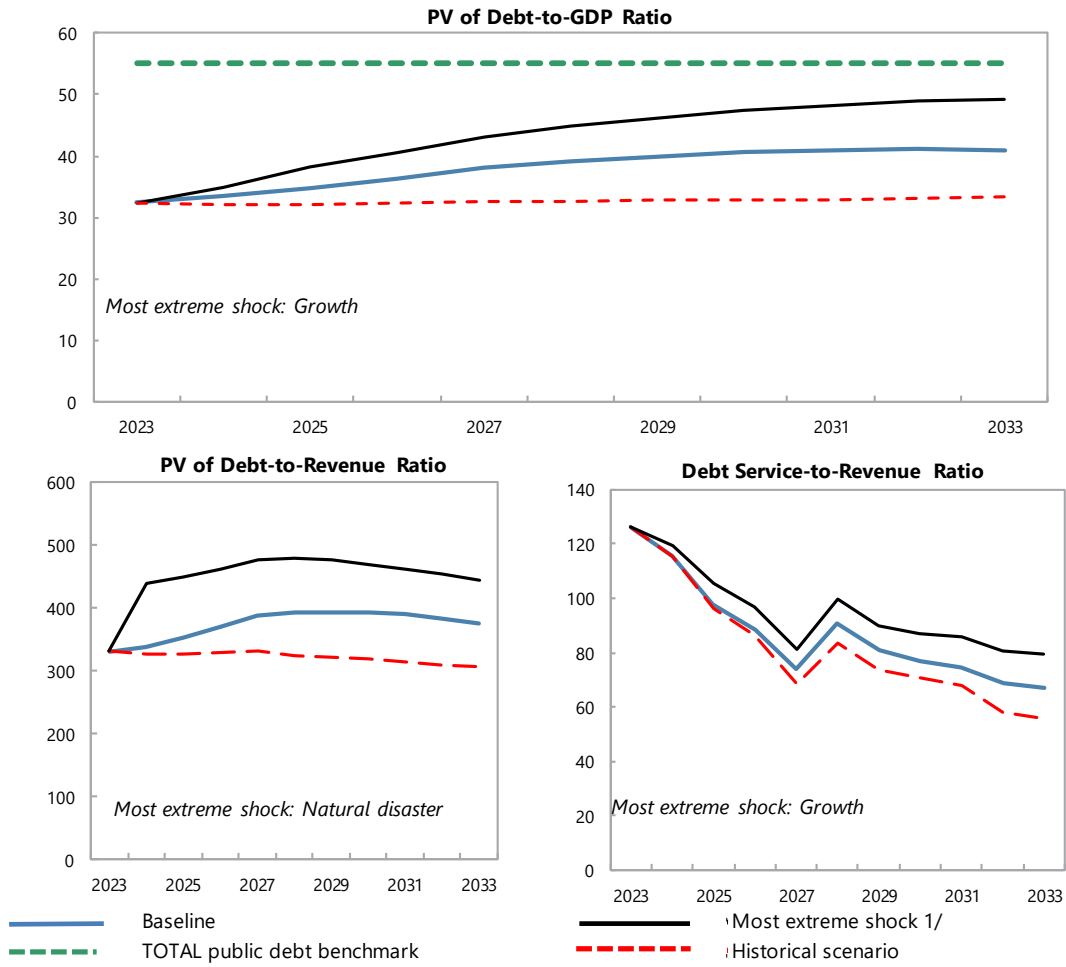 PV of Debt-to-GDP Ratio
60
50
40
30
20
10
0
Most extreme shock: Growth
2023 2025 2027 2029 2031 2033
PV of Debt-to-Revenue Ratio
600
500
400
300
200
100
0
Most extreme shock: Natural disaster
2023 2025 2027 2029 2031 2033
Debt Service-to-Revenue Ratio
140
120
100
80
60
40
20
0
Most extreme shock: Growth
2023 2025 2027 2029 2031 2033
Baseline
Most extreme shock 1/
TOTAL public debt benchmark
Historical scenario